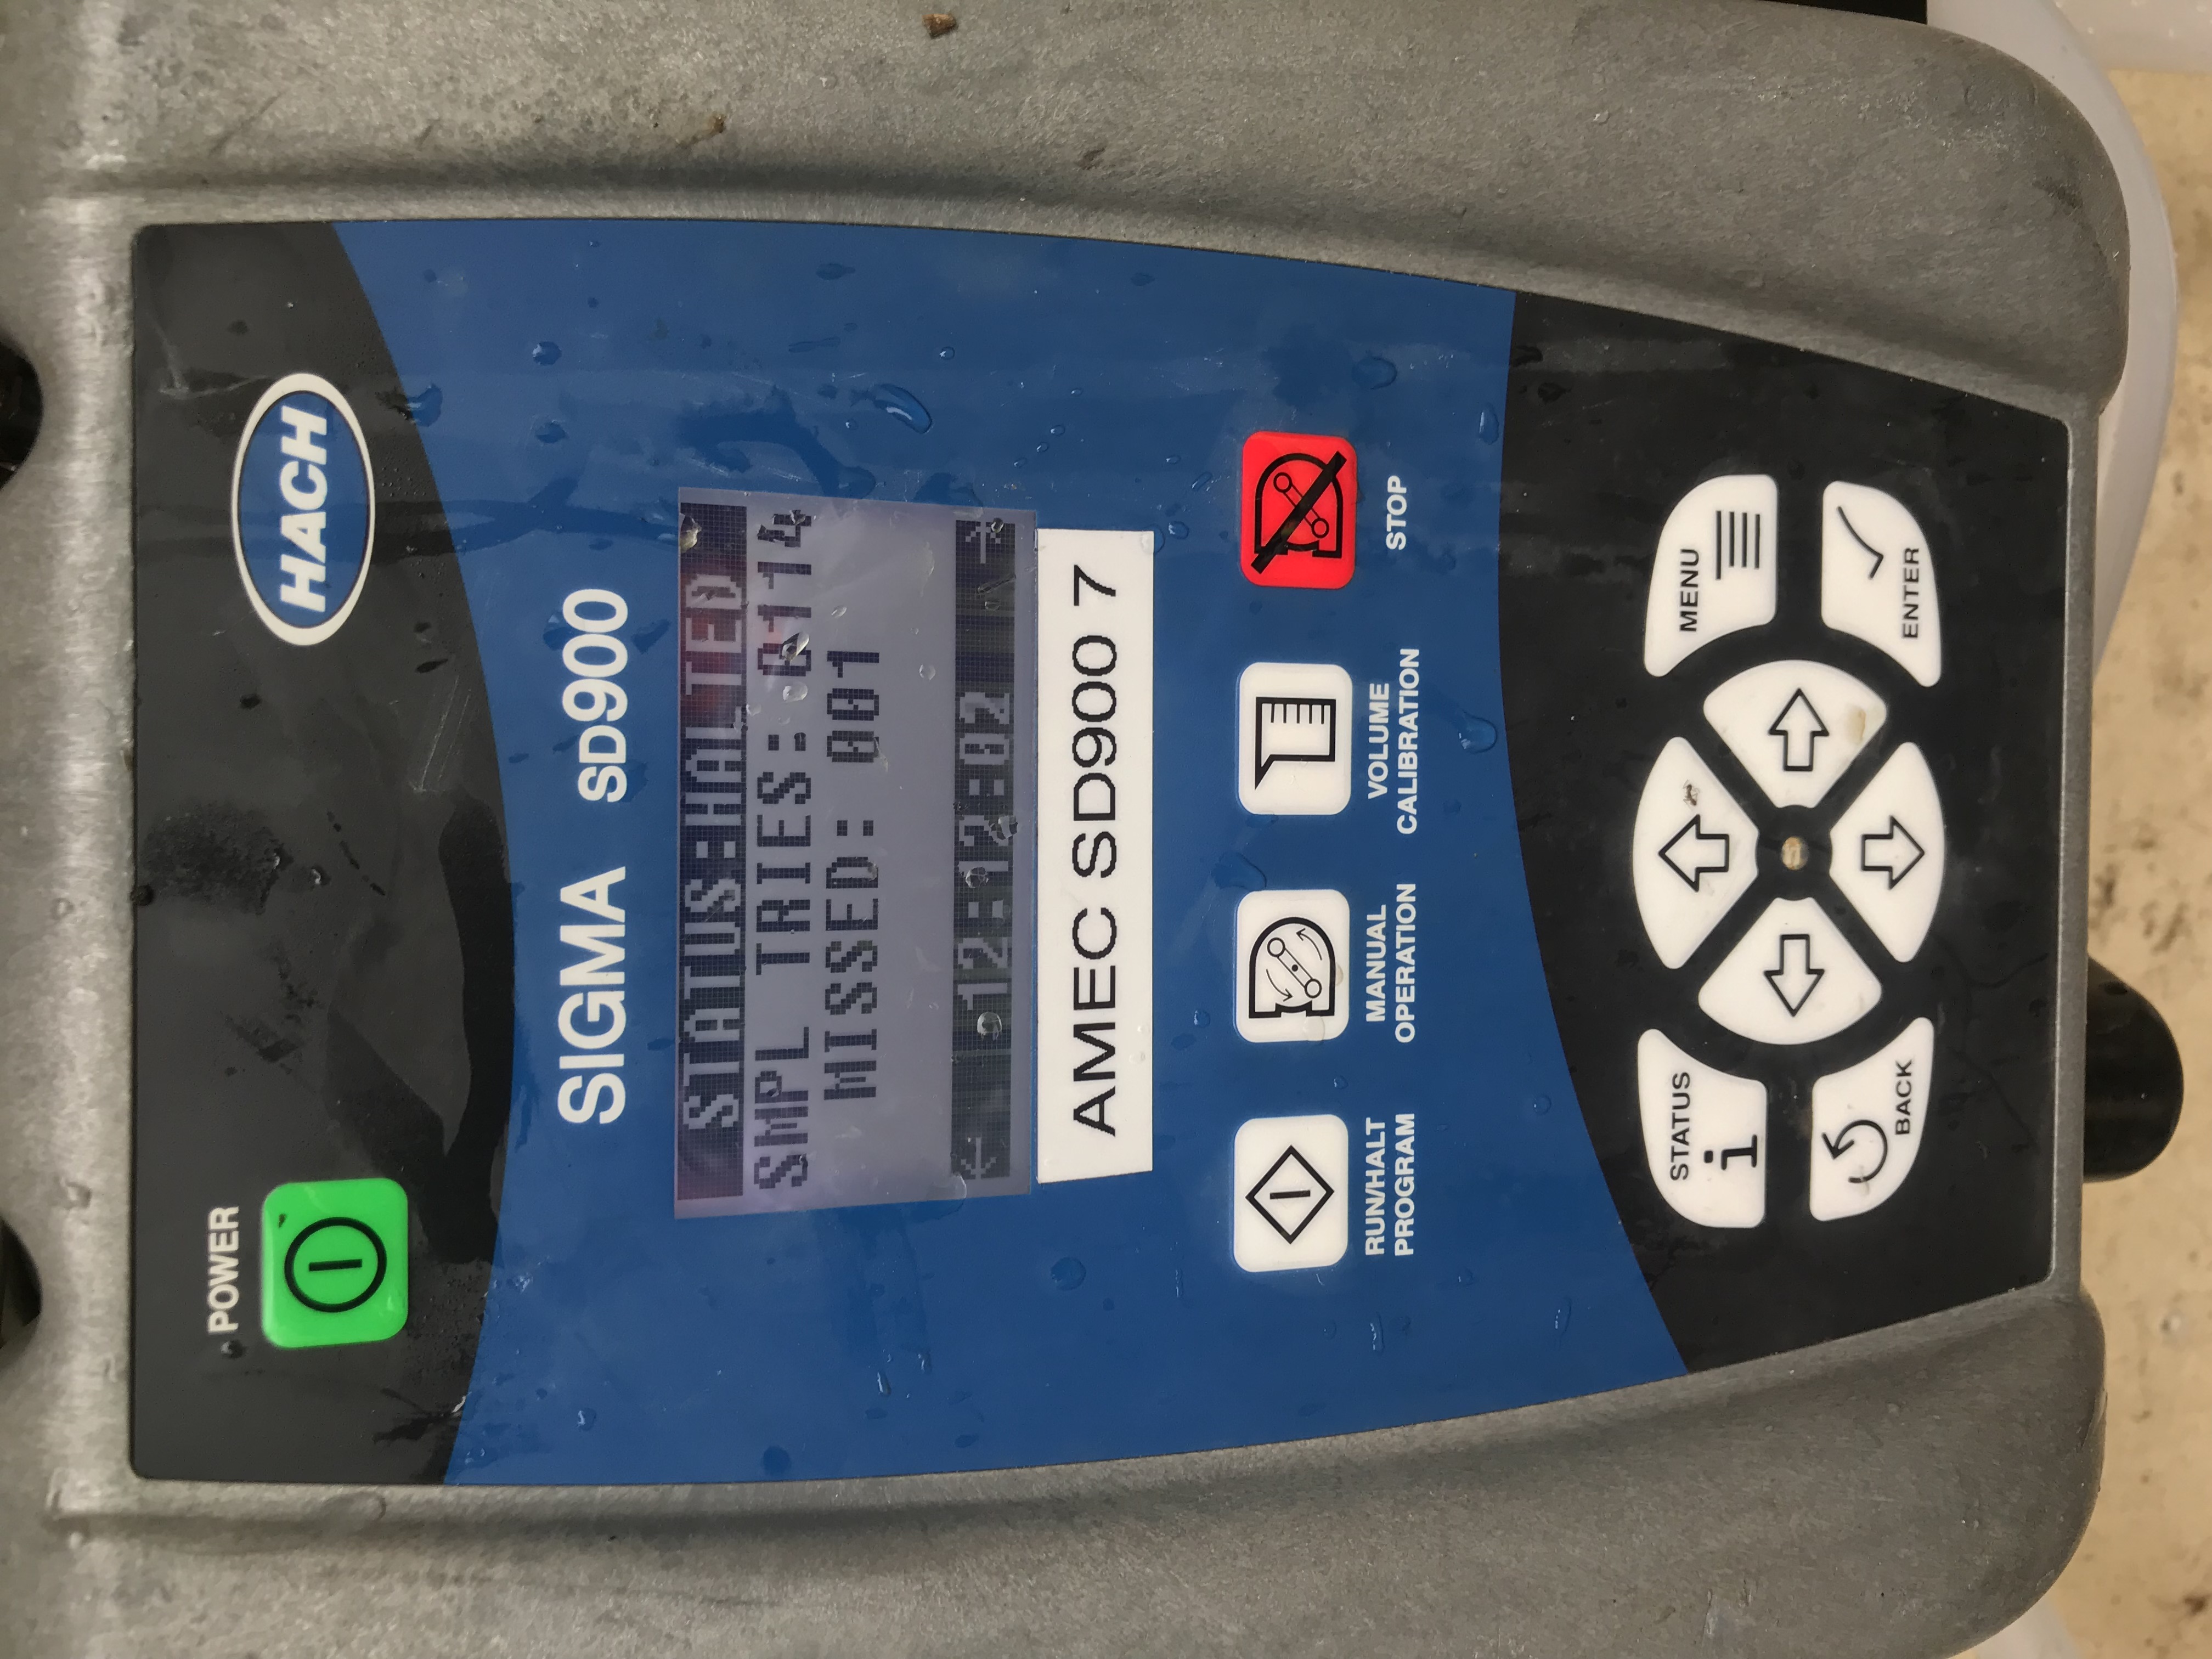 POWER
HACH
SIGMA SD900
STATUS:HALTED
SMPL TRIES: 0114
MISSED: 001
← 12:12:02 →
AMEC SD900 7
RUN/HALT
PROGRAM
MANUAL
OPERATION
VOLUME
CALIBRATION
STOP
STATUS
i
MENU
BACK
ENTER